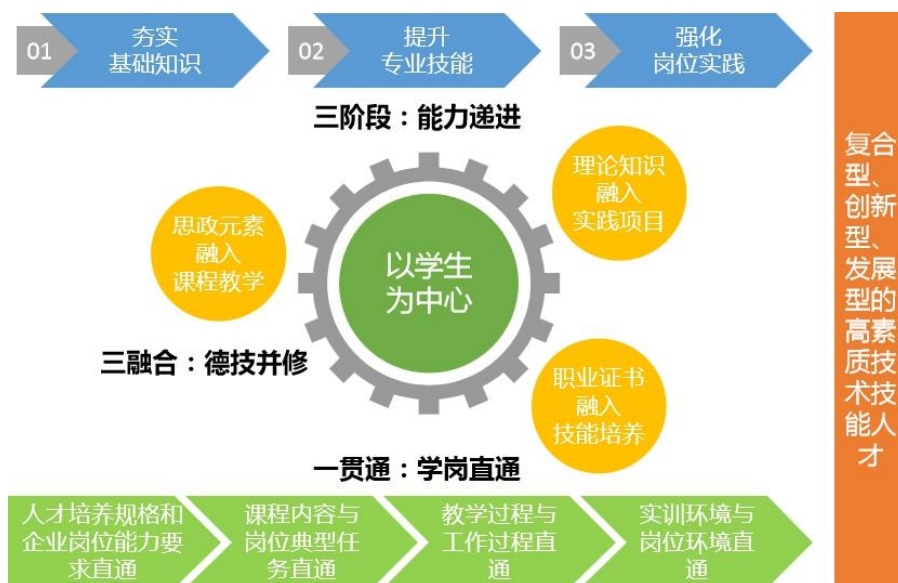 01
夯实
基础知识
02
提升
专业技能
03
强化
岗位实践
三阶段：能力递进
思政元素
融入
课程教学
理论知识
融入
实践项目
以学生
为中心
三融合：德技并修
职业证书
融入
技能培养
一贯通：学岗直通
人才培养规格和
企业岗位能力要
求直通
课程内容与
岗位典型任
务直通
教学过程与
工作过程直
通
实训环境与
岗位环境直
通
复合
型、
创新
型、
发展
型的
高素
质技
术技
能人
才